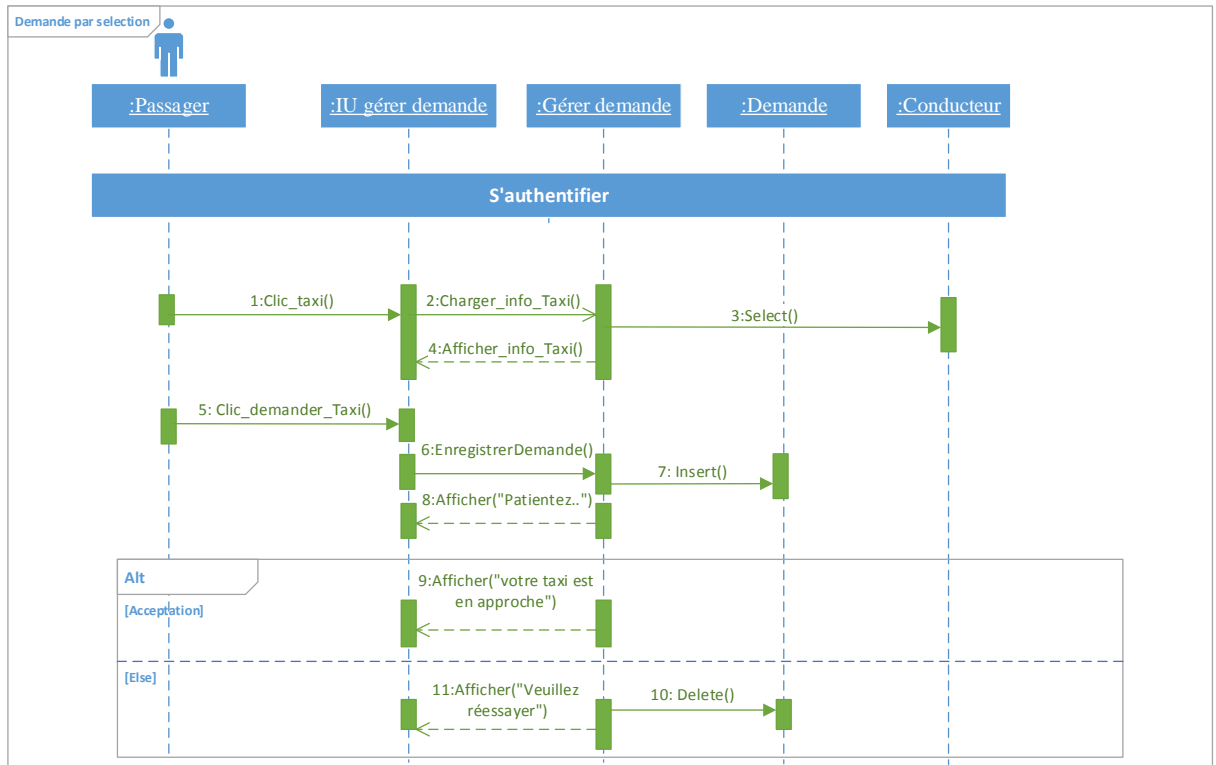 Demande par selection
:Passager
:IU gérer demande
:Gérer demande
:Demande
:Conducteur
S'authentifier
1:Clic_taxi()
2:Charger_info_Taxi()
3:Select()
4:Afficher_info_Taxi()
5: Clic_demander_Taxi()
6:EnregistrerDemande()
7: Insert()
8:Afficher("Patientez..")
Alt
[Acceptation]
9:Afficher("votre taxi est
en approche")
[Else]
11:Afficher("Veuillez
réessayer")
10: Delete()